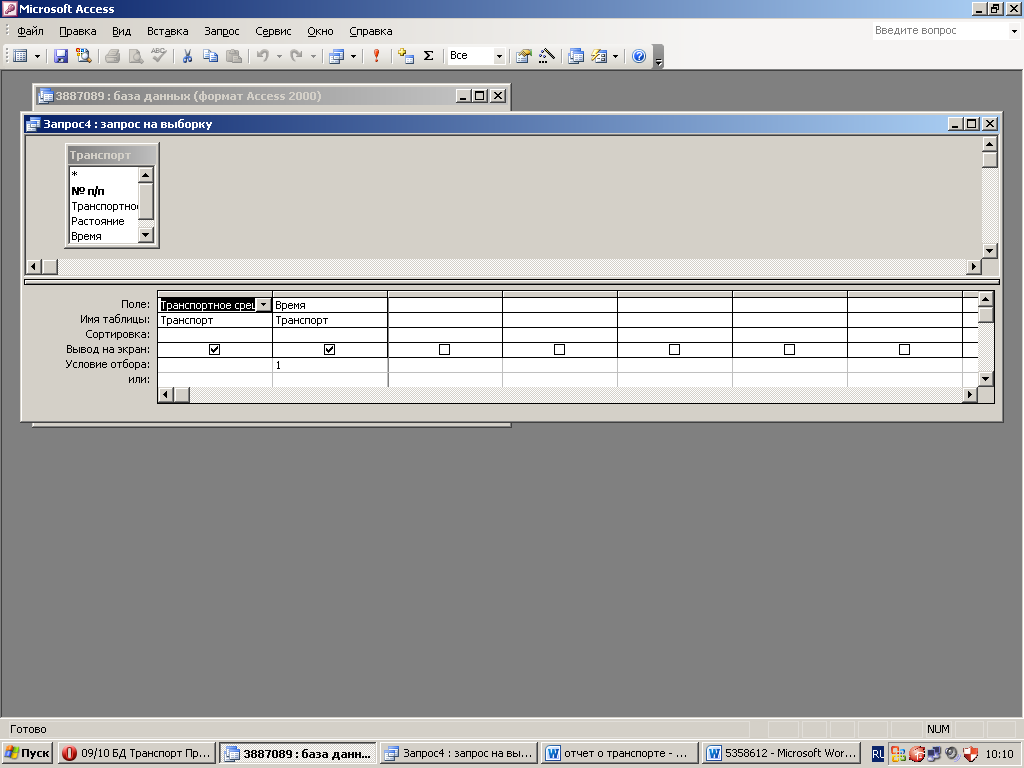 Microsoft Access
Файл Правка Вид Вставка Запрос Сервис Окно Справка Введите вопрос
ABC Σ Все
3887089 : база данных (формат Access 2000)
Запрос4 : запрос на выборку
Транспорт
*
№ п/п
Транспортно
Растояние
Время
Поле: Транспортное сред Время
Имя таблицы: Транспорт Транспорт
Сортировка:
Вывод на экран:
Условие отбора: 1
или:
Готово NUM
Пуск 09/10 БД Транспорт Пр... 3887089 : база данн... Запрос4 : запрос на вы... отчет о транспорте - ... 5358612 - Microsoft Wor... RL 10:10